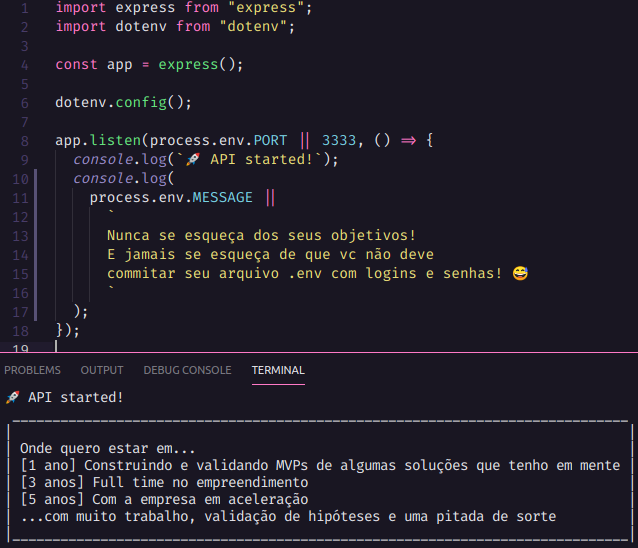 1 import express from "express";
2 import dotenv from "dotenv";
3
4 const app = express();
5
6 dotenv.config();
7
8 app.listen(process.env.PORT || 3333, () => {
9 console.log(`🚀 API started!`);
10 console.log(
11 process.env.MESSAGE ||
12 `
13 Nunca se esqueça dos seus objetivos!
14 E jamais se esqueça de que vc não deve
15 commitar seu arquivo .env com logins e senhas! 😅
16 `
17 );
18 });
19
PROBLEMS OUTPUT DEBUG CONSOLE TERMINAL
🚀 API started!
Onde quero estar em...
[1 ano] Construindo e validando MVPs de algumas soluções que tenho em mente
[3 anos] Full time no empreendimento
[5 anos] Com a empresa em aceleração
...com muito trabalho, validação de hipóteses e uma pitada de sorte